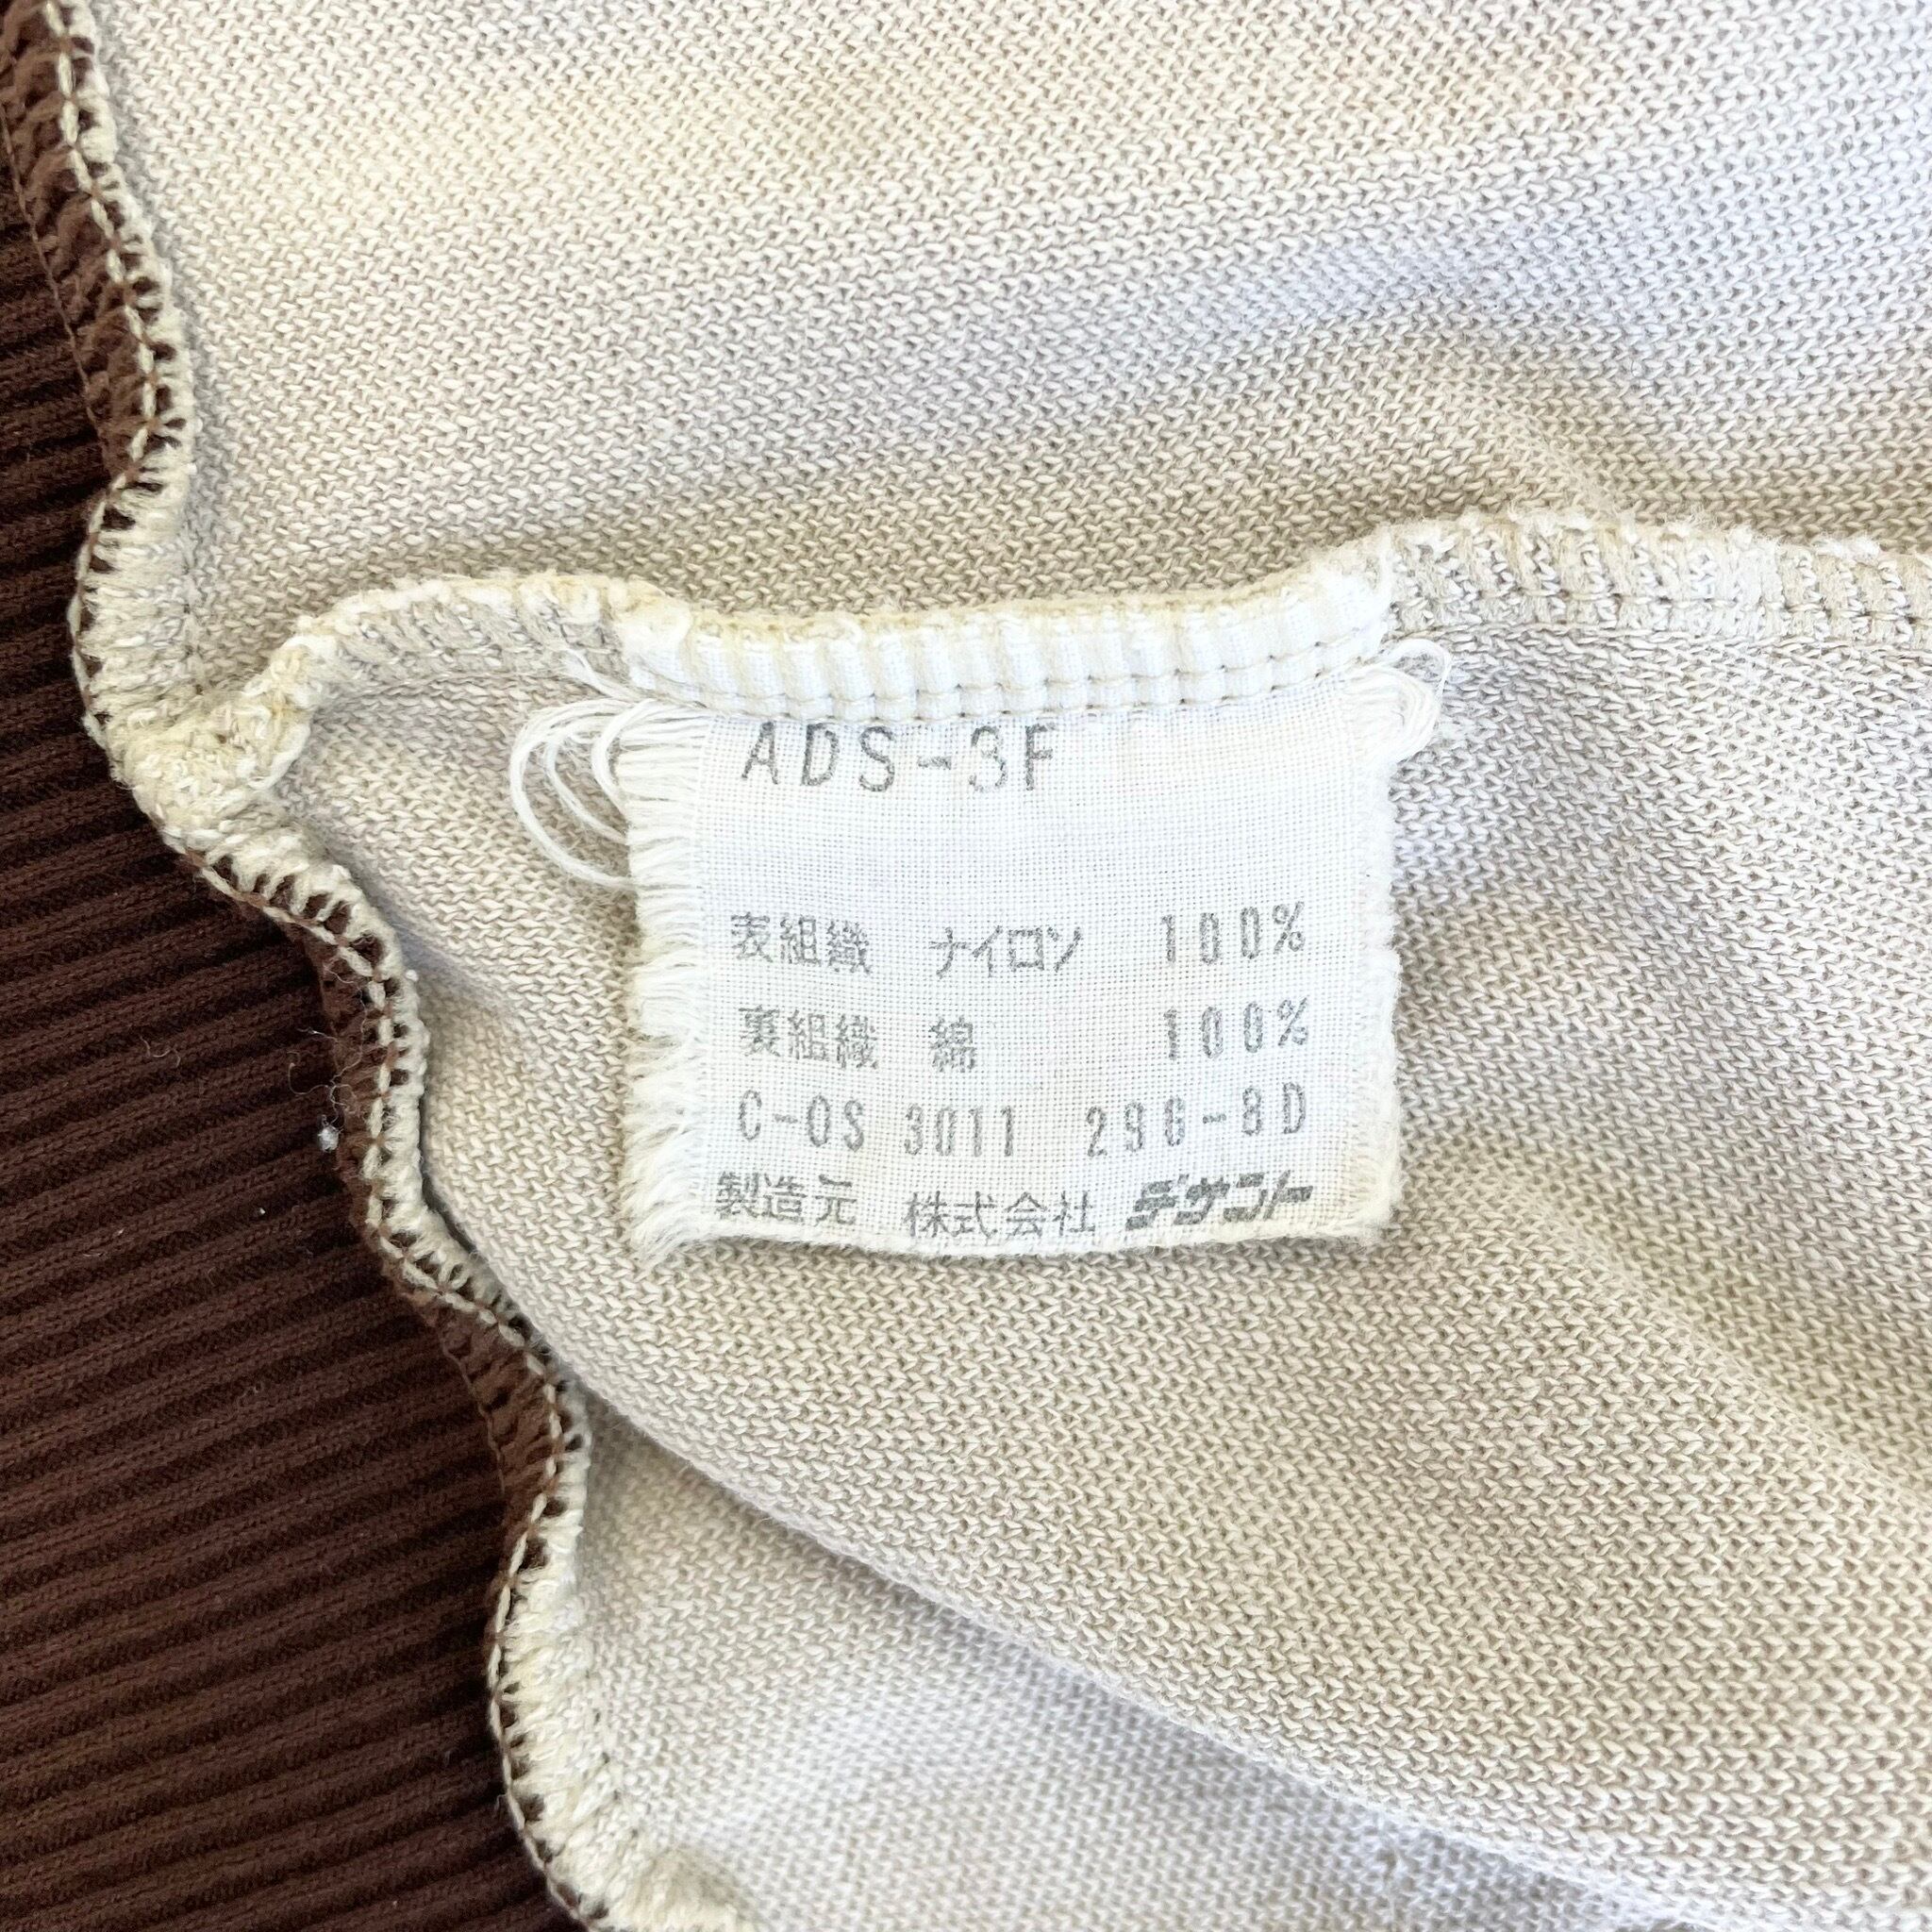 ADS-3F
表組織 ナイロン 100%
裏組織 綿 100%
C-OS 3011 296-8D
製造元 株式会社 デサント